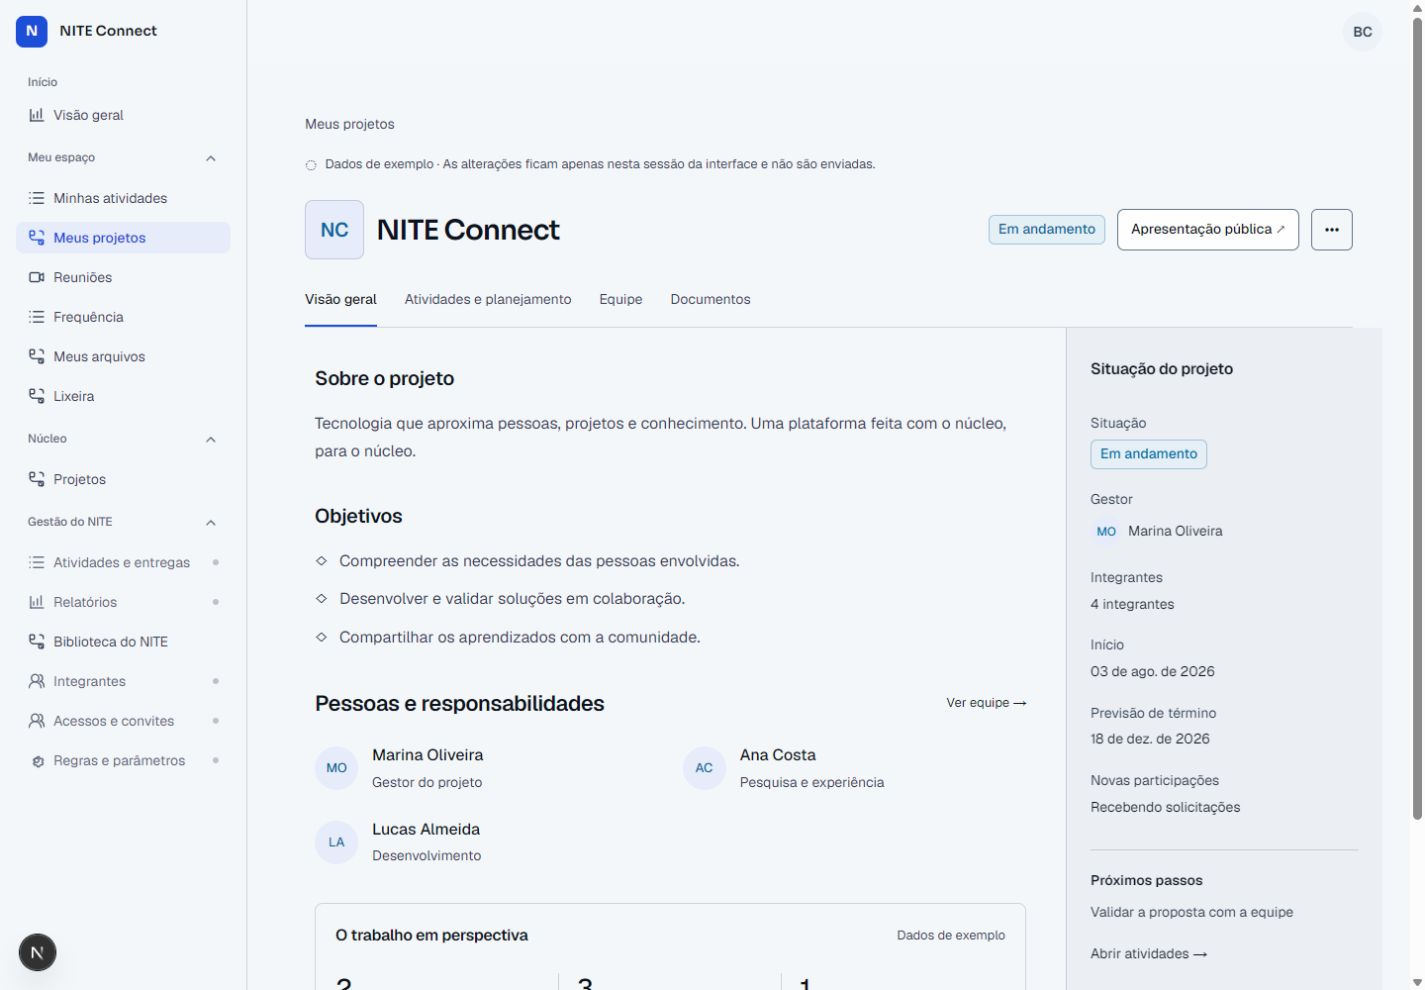 N NITE Connect
BC
Início
Visão geral
Meu espaço
Minhas atividades
Meus projetos
Reuniões
Frequência
Meus arquivos
Lixeira
Núcleo
Projetos
Gestão do NITE
Atividades e entregas
Relatórios
Biblioteca do NITE
Integrantes
Acessos e convites
Regras e parâmetros
N
Meus projetos
Dados de exemplo · As alterações ficam apenas nesta sessão da interface e não são enviadas.
NC NITE Connect
Em andamento
Apresentação pública ↗
•••
Visão geral
Atividades e planejamento
Equipe
Documentos
Sobre o projeto
Tecnologia que aproxima pessoas, projetos e conhecimento. Uma plataforma feita com o núcleo,
para o núcleo.
Objetivos
Compreender as necessidades das pessoas envolvidas.
Desenvolver e validar soluções em colaboração.
Compartilhar os aprendizados com a comunidade.
Pessoas e responsabilidades
Ver equipe →
MO
Marina Oliveira
Gestor do projeto
AC
Ana Costa
Pesquisa e experiência
LA
Lucas Almeida
Desenvolvimento
O trabalho em perspectiva
Dados de exemplo
2
3
1
Situação do projeto
Situação
Em andamento
Gestor
MO Marina Oliveira
Integrantes
4 integrantes
Início
03 de ago. de 2026
Previsão de término
18 de dez. de 2026
Novas participações
Recebendo solicitações
Próximos passos
Validar a proposta com a equipe
Abrir atividades →